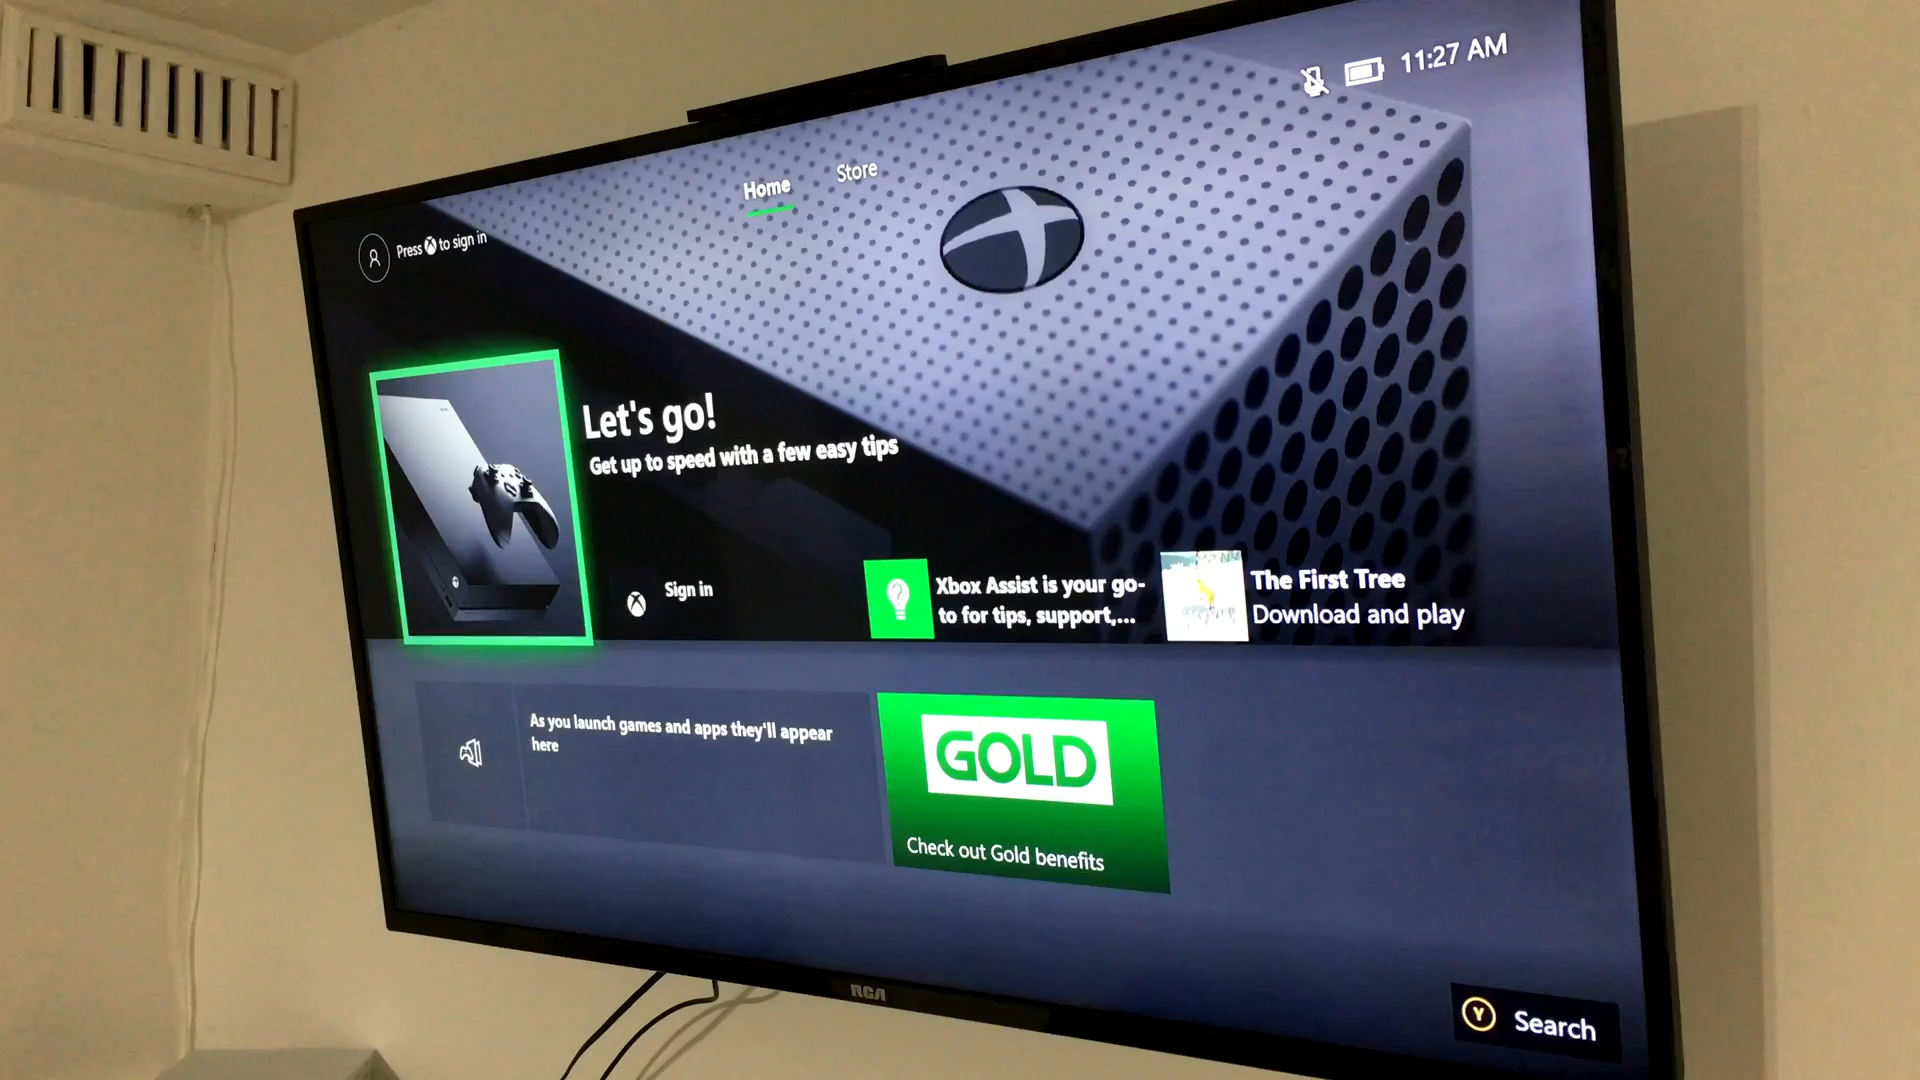 11:27 AM
Home
Store
Press to sign in
Let's go!
Get up to speed with a few easy tips
Sign in
Xbox Assist is your go-
to for tips, support,...
The First Tree
Download and play
As you launch games and apps they'll appear
here
GOLD
Check out Gold benefits
RCA
Y Search